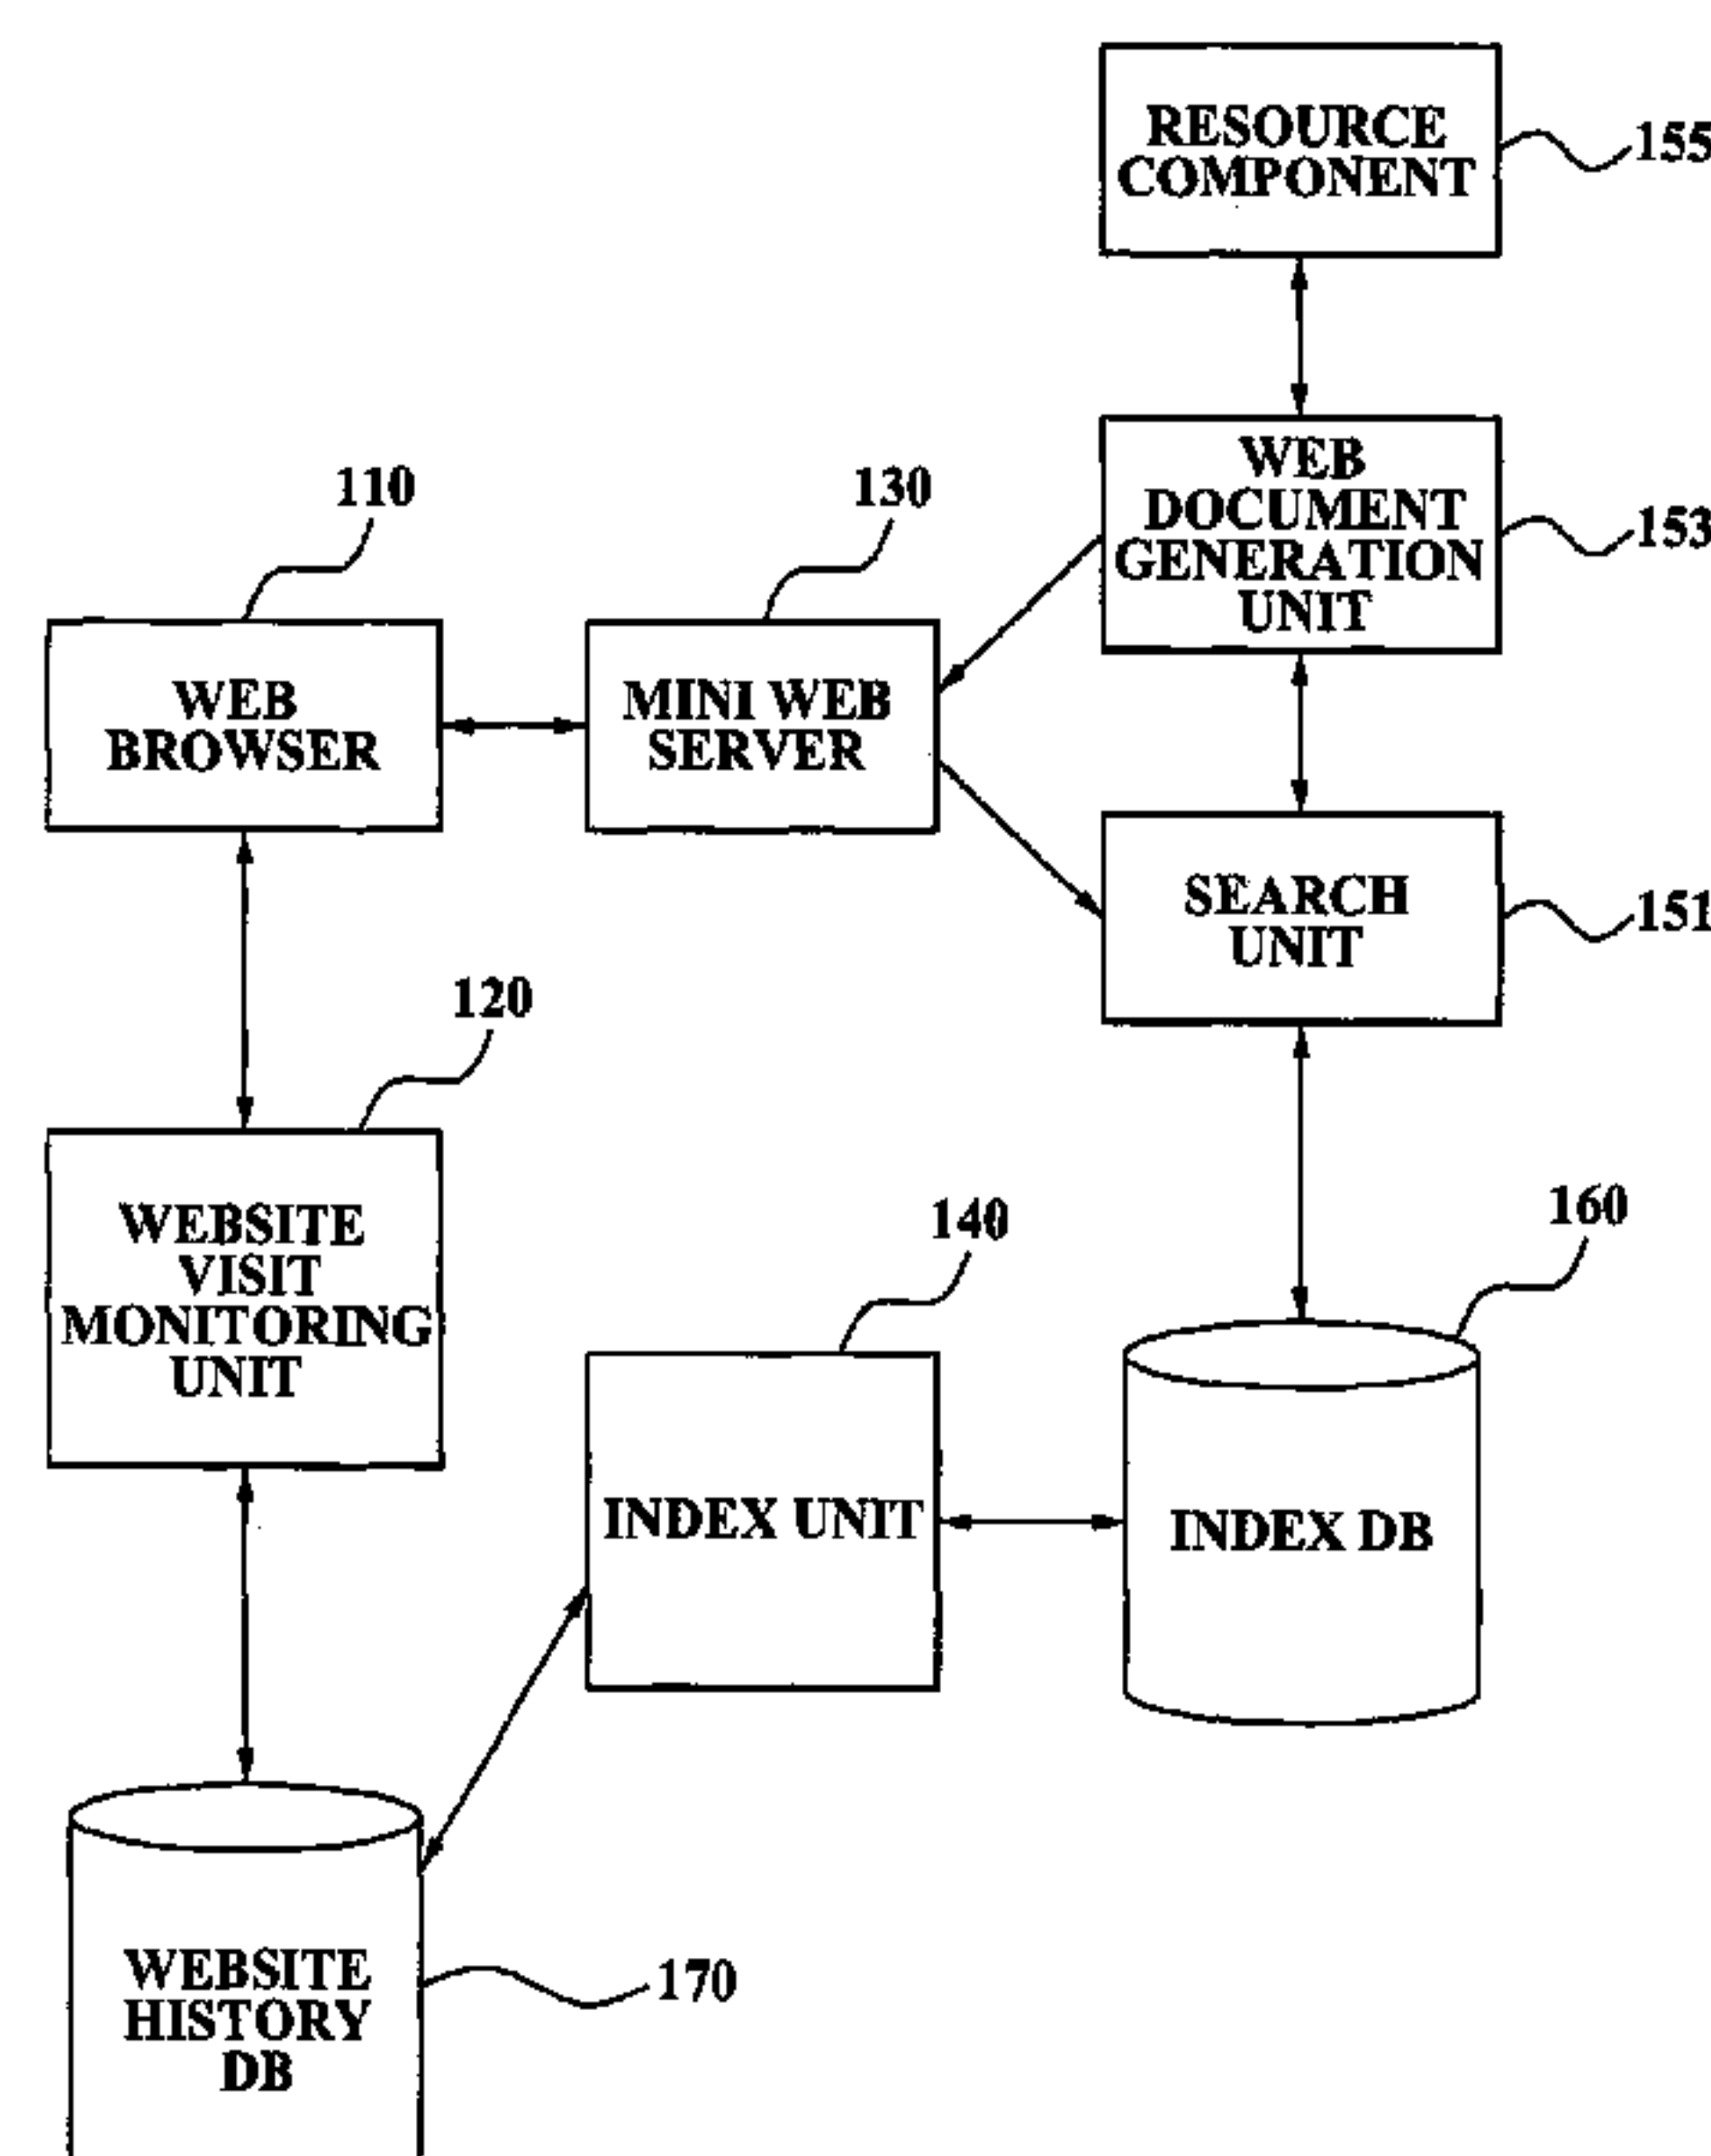 RESOURCE
COMPONENT
155
WEB
DOCUMENT
GENERATION
UNIT
153
110
130
WEB
BROWSER
MINI WEB
SERVER
SEARCH
UNIT
151
120
WEBSITE
VISIT
MONITORING
UNIT
140
160
INDEX UNIT
INDEX DB
WEBSITE
HISTORY
DB
170